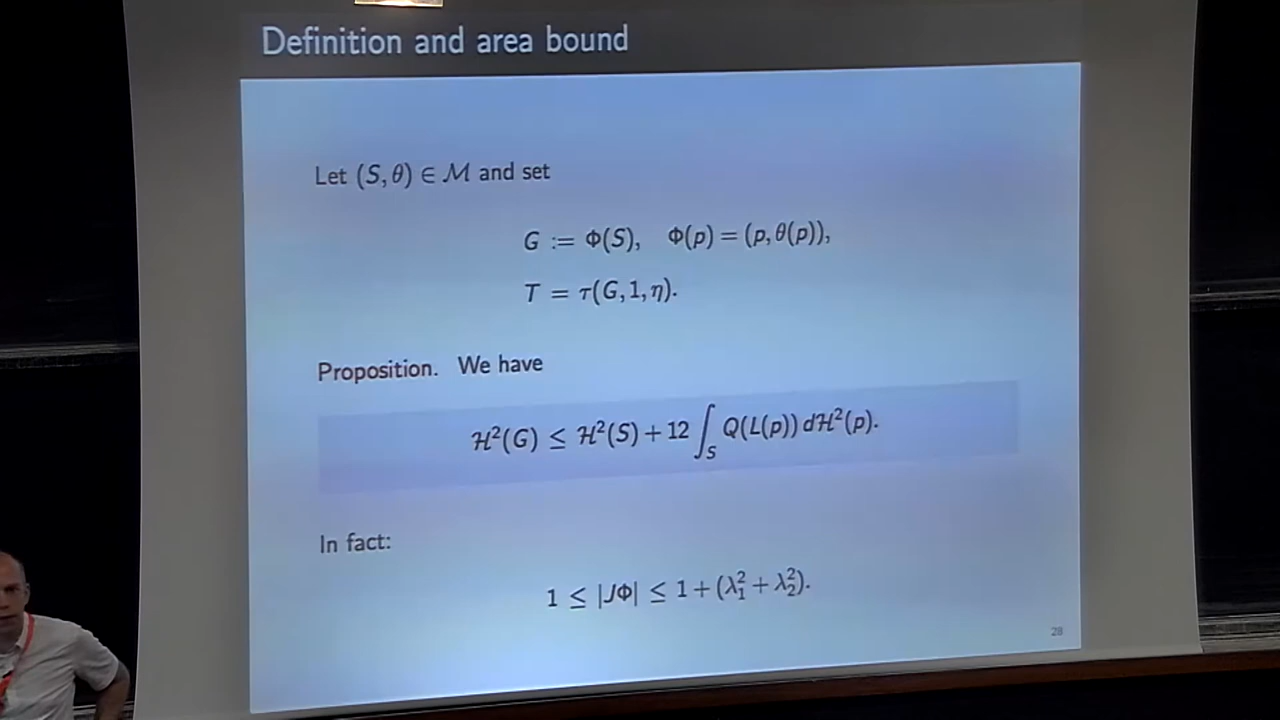 Definition and area bound
Let (S, θ) ∈ ℳ and set
G := Φ(S), Φ(p) = (p, θ(p)),
T = τ(G, 1, η).
Proposition. We have
ℋ²(G) ≤ ℋ²(S) + 12 ∫_S Q(L(p)) dℋ²(p).
In fact:
1 ≤ |JΦ| ≤ 1 + (λ₁² + λ₂²).
28